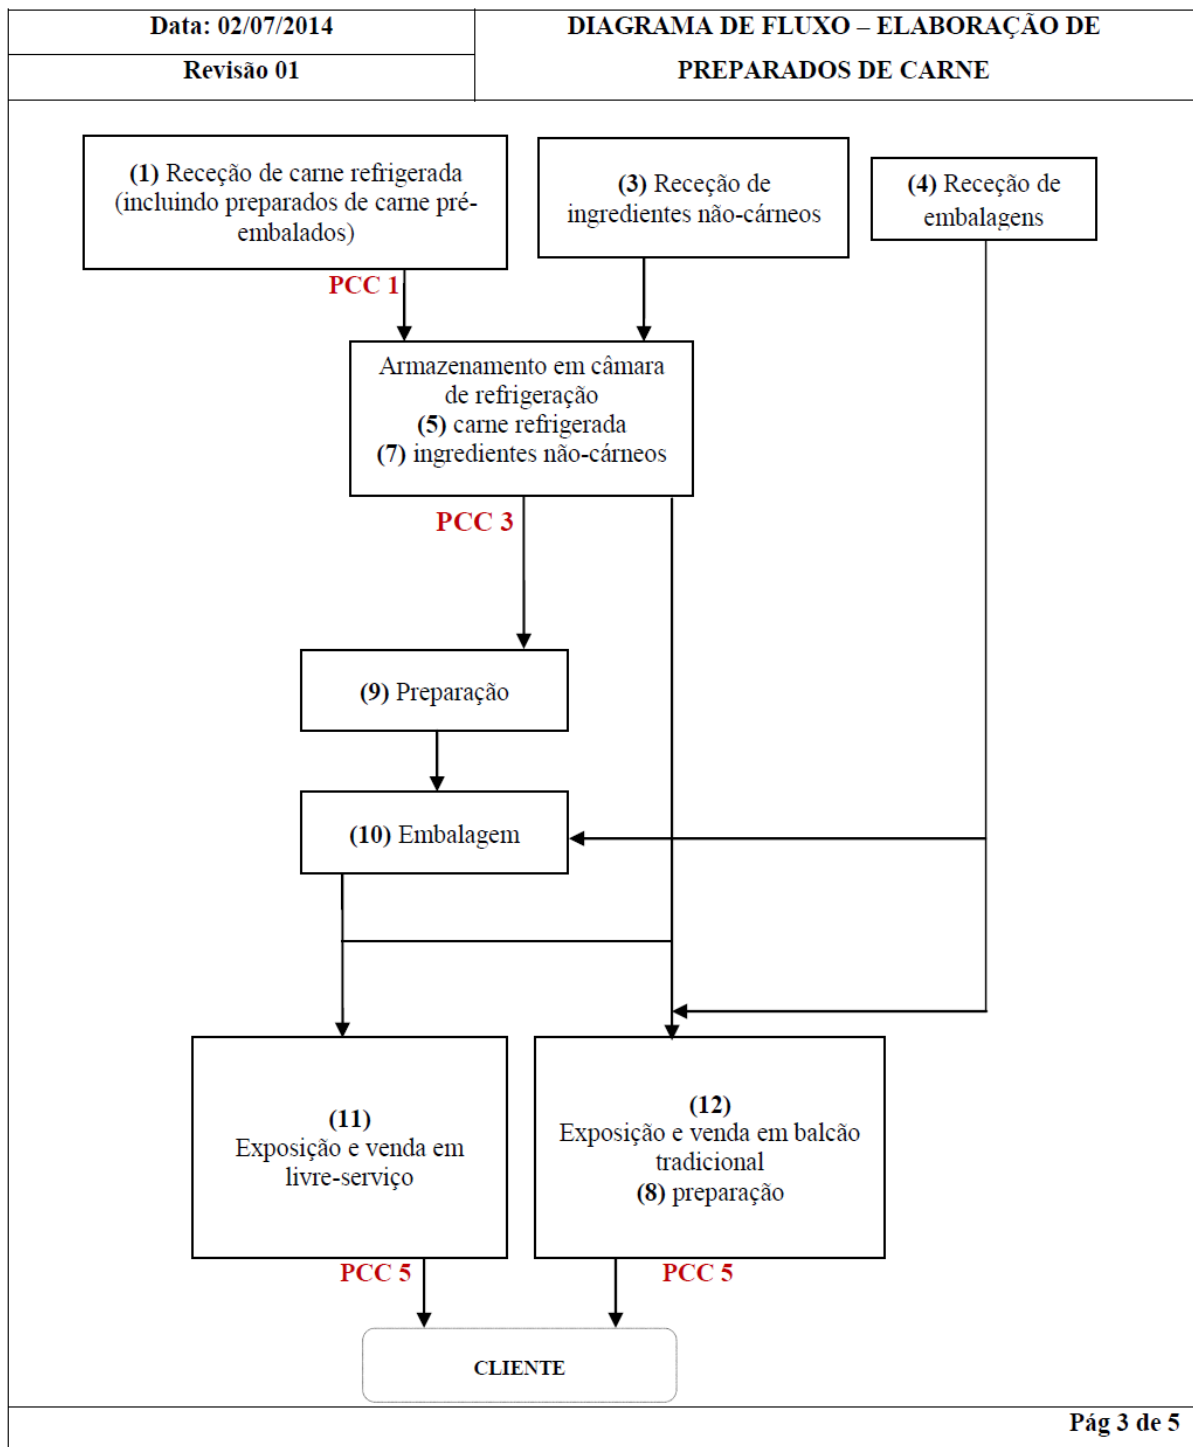 Data: 02/07/2014
Revisão 01
DIAGRAMA DE FLUXO – ELABORAÇÃO DE
PREPARADOS DE CARNE
(1) Receção de carne refrigerada
(incluindo preparados de carne pré-
embalados)
(3) Receção de
ingredientes não-cárneos
(4) Receção de
embalagens
PCC 1
Armazenamento em câmara
de refrigeração
(5) carne refrigerada
(7) ingredientes não-cárneos
PCC 3
(9) Preparação
(10) Embalagem
(11)
Exposição e venda em
livre-serviço
(12)
Exposição e venda em balcão
tradicional
(8) preparação
PCC 5
PCC 5
CLIENTE
Pág 3 de 5